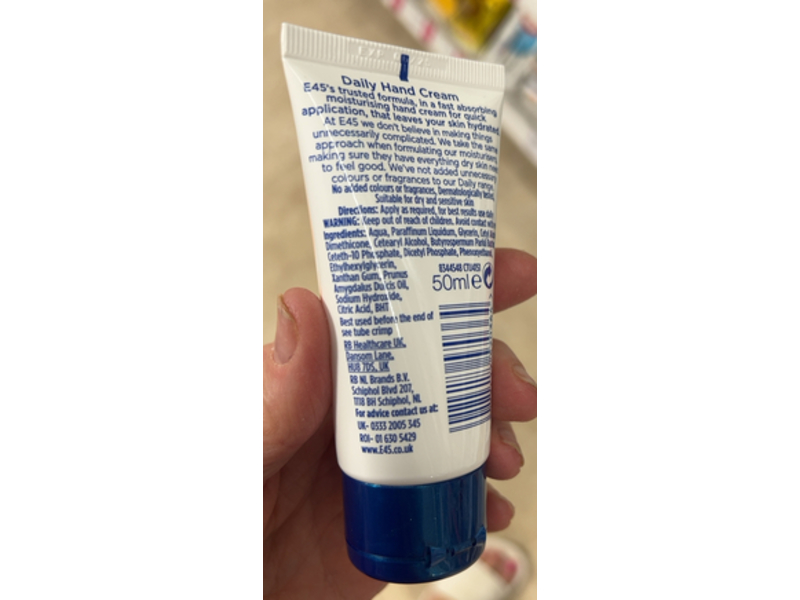 EXP
Daily Hand Cream
E45's trusted formula, in a fast absorbing
moisturising hand cream for quick
application, that leaves your skin hydrated
At E45 we don't believe in making things
unnecessarily complicated. We take the same
approach when formulating our moisturisers
making sure they have everything dry skin
to feel good. We've not added unnecessary
colours or fragrances to our Daily range.
No added colours or fragrances, Dermatologically tested
Suitable for dry and sensitive skin
Directions: Apply as required, for best results use daily
WARNING: Keep out of reach of children. Avoid contact
Ingredients: Aqua, Paraffinum Liquidum, Glycerin, Cetyl
Dimethicone, Cetearyl Alcohol, Butyrospermum Parkii
Ceteth-10 Phosphate, Dicetyl Phosphate, Phenoxyethanol,
Ethylhexylglycerin,
Xanthan Gum, Prunus
Amygdalus Dulcis Oil,
Sodium Hydroxide,
Citric Acid, BHT
8344548 CTU4051
50ml e
Best used before the end of
see tube crimp
RB Healthcare UK,
Dansom Lane,
HU8 7DS, UK
RB NL Brands B.V.
Schiphol Blvd 207,
1118 BH Schiphol, NL
For advice contact us at:
UK- 0333 2005 345
ROI- 01 630 5429
www.E45.co.uk